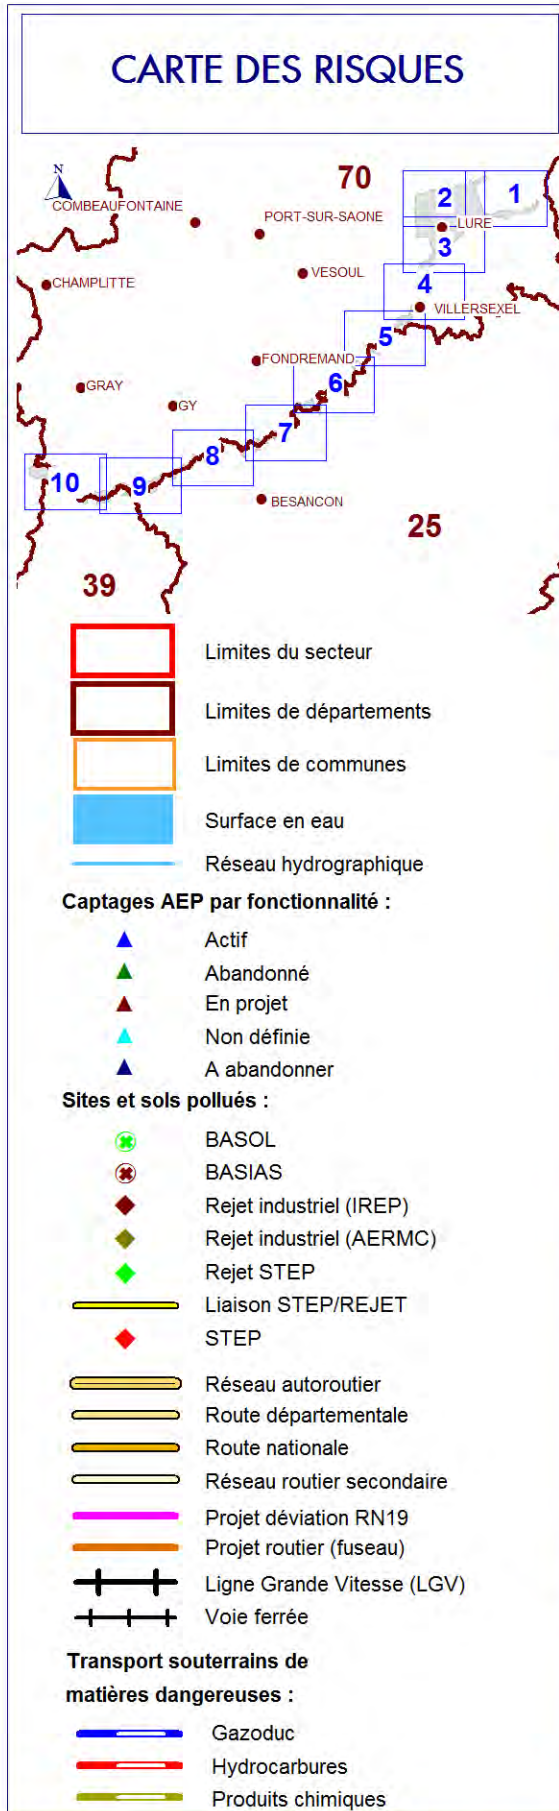 CARTE DES RISQUES
N
70
1
2
COMBEAUFONTAINE
PORT-SUR-SAONE
LURE
3
VESOUL
4
CHAMPLITTE
VILLERSEXEL
5
FONDREMAND
6
GRAY
GY
7
8
10
9
BESANCON
25
39
Limites du secteur
Limites de départements
Limites de communes
Surface en eau
Réseau hydrographique
Captages AEP par fonctionnalité :
Actif
Abandonné
En projet
Non définie
A abandonner
Sites et sols pollués :
BASOL
BASIAS
Rejet industriel (IREP)
Rejet industriel (AERMC)
Rejet STEP
Liaison STEP/REJET
STEP
Réseau autoroutier
Route départementale
Route nationale
Réseau routier secondaire
Projet déviation RN19
Projet routier (fuseau)
Ligne Grande Vitesse (LGV)
Voie ferrée
Transport souterrains de
matières dangereuses :
Gazoduc
Hydrocarbures
Produits chimiques